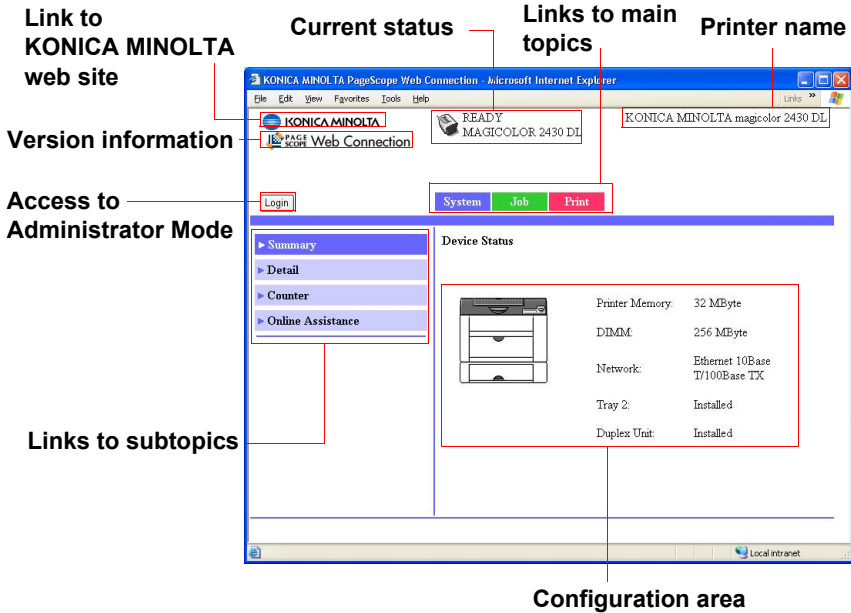 Link to
KONICA MINOLTA
web site
Current status
Links to main
topics
Printer name
KONICA MINOLTA PageScope Web Connection - Microsoft Internet Explorer
File Edit View Favorites Tools Help
Links »
KONICA MINOLTA
PAGE SCOPE Web Connection
READY
MAGICOLOR 2430 DL
KONICA MINOLTA magicolor 2430 DL
Version information
Access to
Administrator Mode
Login
System Job Print
Summary
Detail
Counter
Online Assistance
Device Status
Printer Memory: 32 MByte
DIMM: 256 MByte
Network: Ethernet 10Base
T/100Base TX
Tray 2: Installed
Duplex Unit: Installed
Links to subtopics
Local intranet
Configuration area